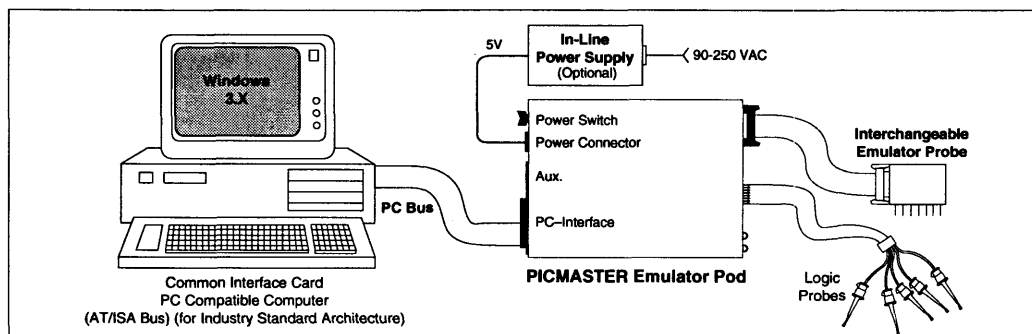 Windows
3.X
5V
In-Line
Power Supply
(Optional)
90-250 VAC
Power Switch
Power Connector
Aux.
PC–Interface
PC Bus
PICMASTER Emulator Pod
Interchangeable
Emulator Probe
Logic
Probes
Common Interface Card
PC Compatible Computer
(AT/ISA Bus) (for Industry Standard Architecture)